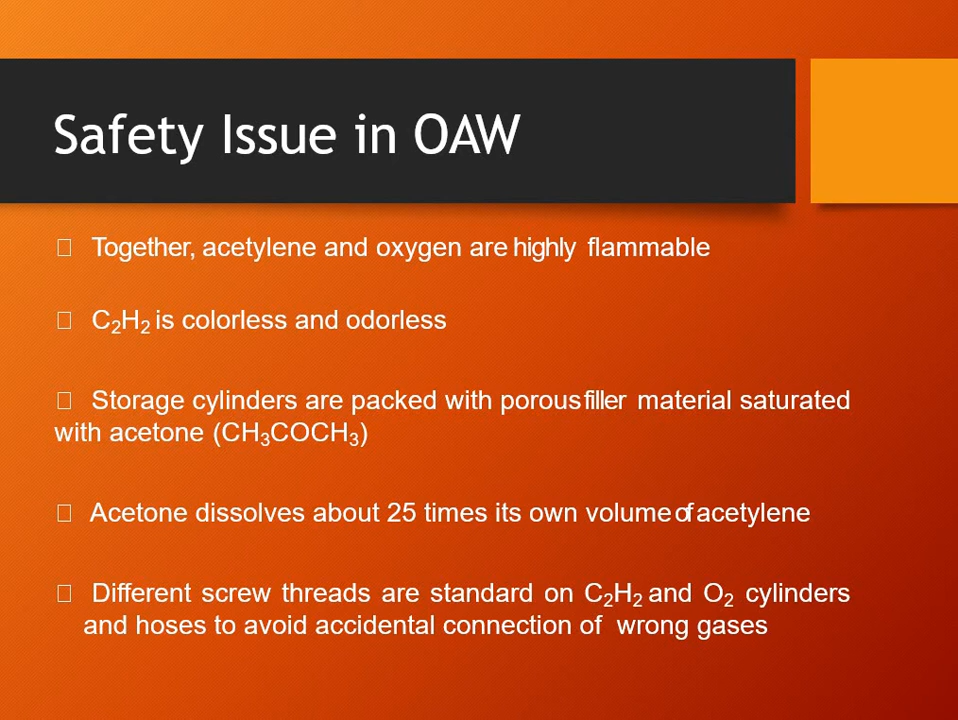 Safety Issue in OAW
□ Together, acetylene and oxygen are highly flammable
□ C₂H₂ is colorless and odorless
□ Storage cylinders are packed with porous filler material saturated
with acetone (CH₃COCH₃)
□ Acetone dissolves about 25 times its own volume of acetylene
□ Different screw threads are standard on C₂H₂ and O₂ cylinders
and hoses to avoid accidental connection of wrong gases